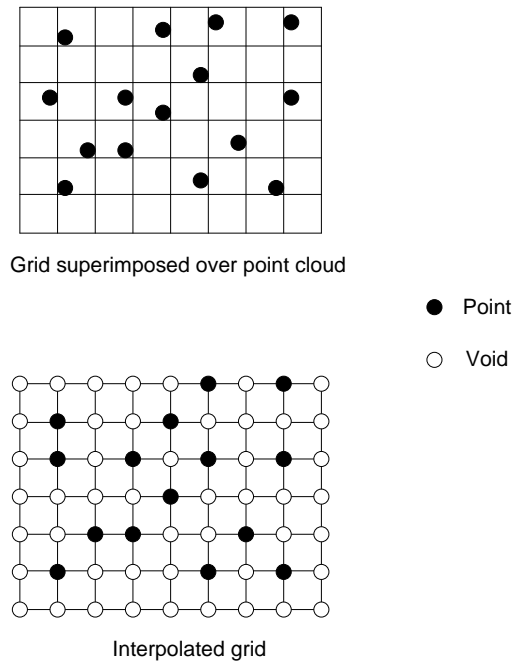 Grid superimposed over point cloud
Point
Void
Interpolated grid